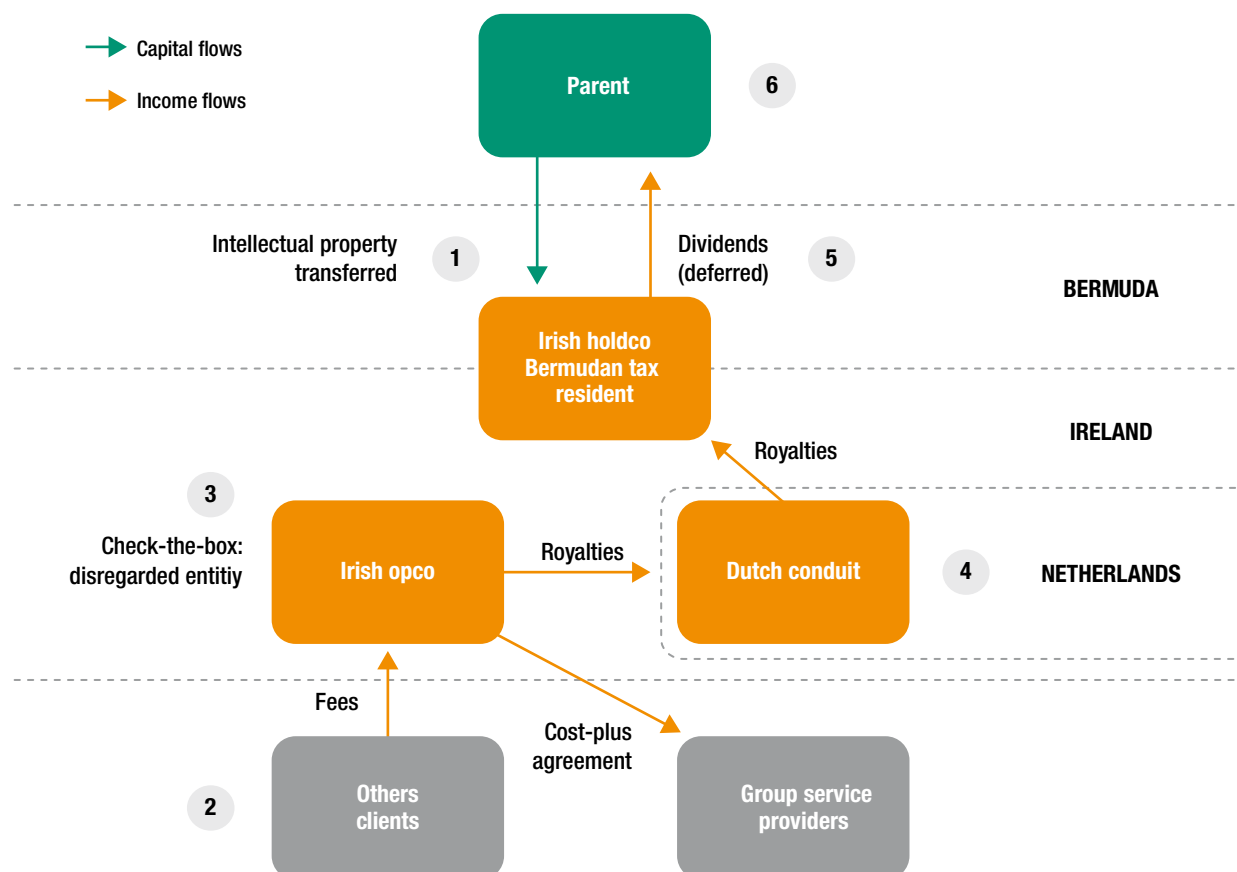 Capital flows
Income flows
Parent
6
Intellectual property
transferred
1
Dividends
(deferred)
5
BERMUDA
Irish holdco
Bermudan tax
resident
IRELAND
Royalties
3
Check-the-box:
disregarded entitiy
Irish opco
Royalties
Dutch conduit
4
NETHERLANDS
Fees
Cost-plus
agreement
2
Others
clients
Group service
providers